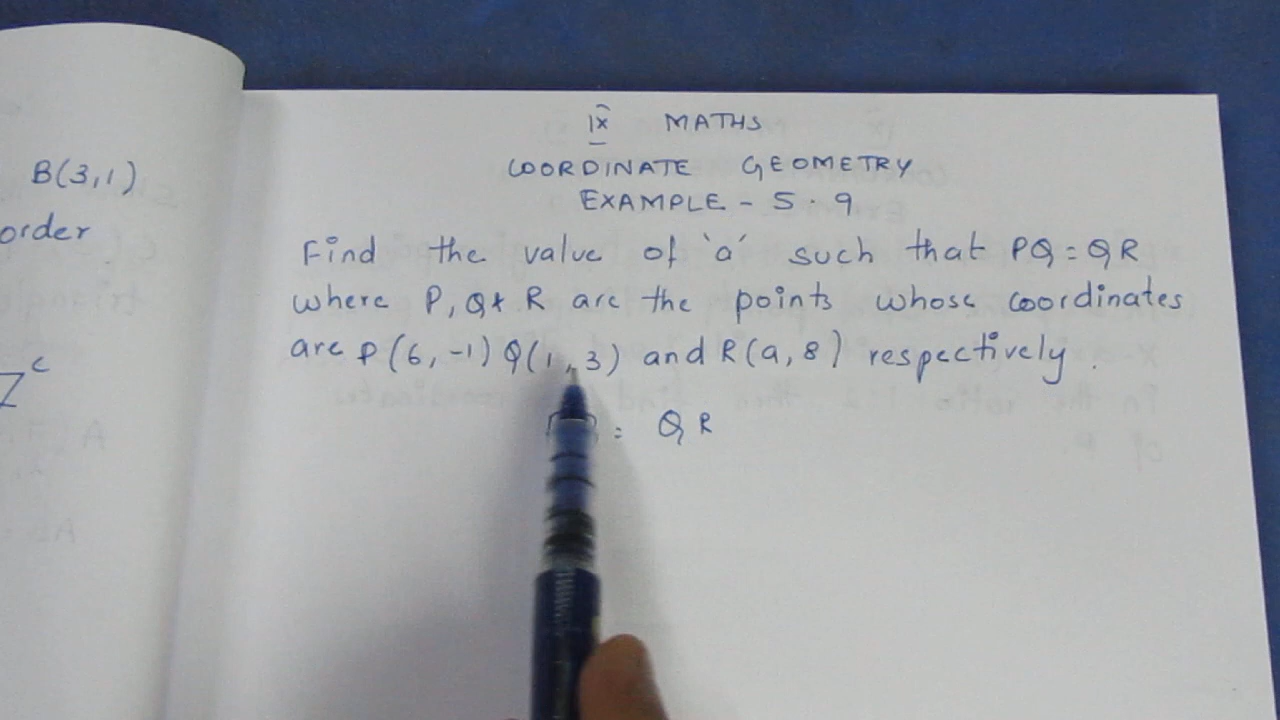 B(3,1)
order
IX MATHS
COORDINATE GEOMETRY
EXAMPLE - 5.9
Find the value of 'a' such that PQ = QR
where P, Q & R are the points whose coordinates
are P(6,-1) Q(1,3) and R(a,8) respectively.
= QR